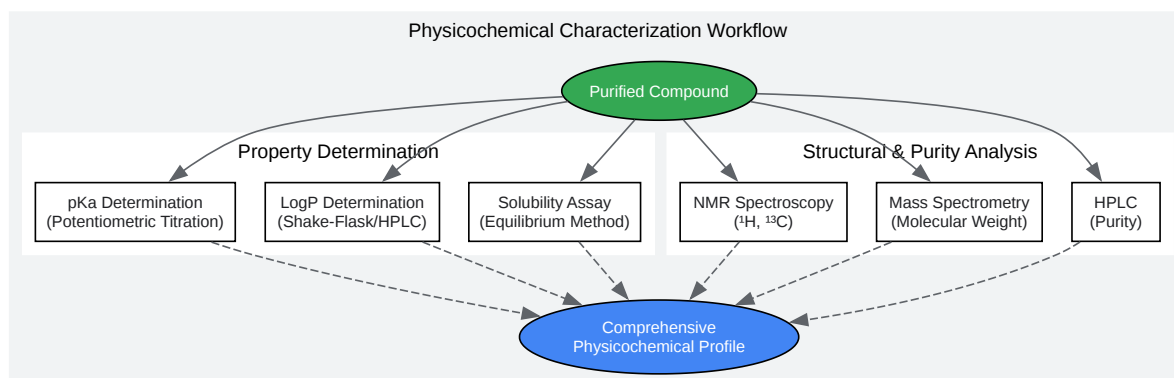 Physicochemical Characterization Workflow
Purified Compound
Property Determination
Structural & Purity Analysis
pKa Determination
(Potentiometric Titration)
LogP Determination
(Shake-Flask/HPLC)
Solubility Assay
(Equilibrium Method)
NMR Spectroscopy
(¹H, ¹³C)
Mass Spectrometry
(Molecular Weight)
HPLC
(Purity)
Comprehensive
Physicochemical Profile